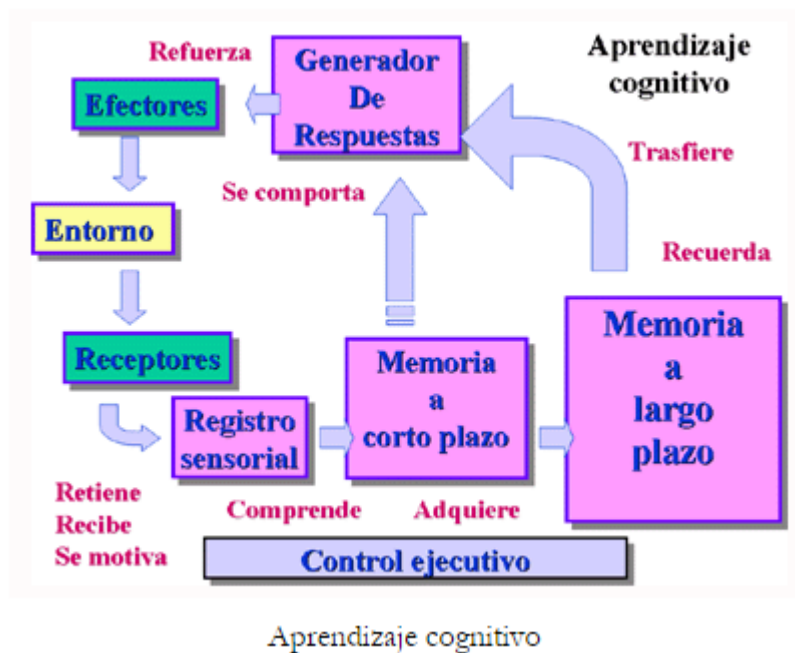 Aprendizaje
cognitivo
Refuerza
Generador
De
Respuestas
Efectores
Trasfiere
Se comporta
Entorno
Recuerda
Receptores
Memoria
a
corto plazo
Memoria
a
largo
plazo
Registro
sensorial
Retiene
Recibe
Se motiva
Comprende
Adquiere
Control ejecutivo
Aprendizaje cognitivo